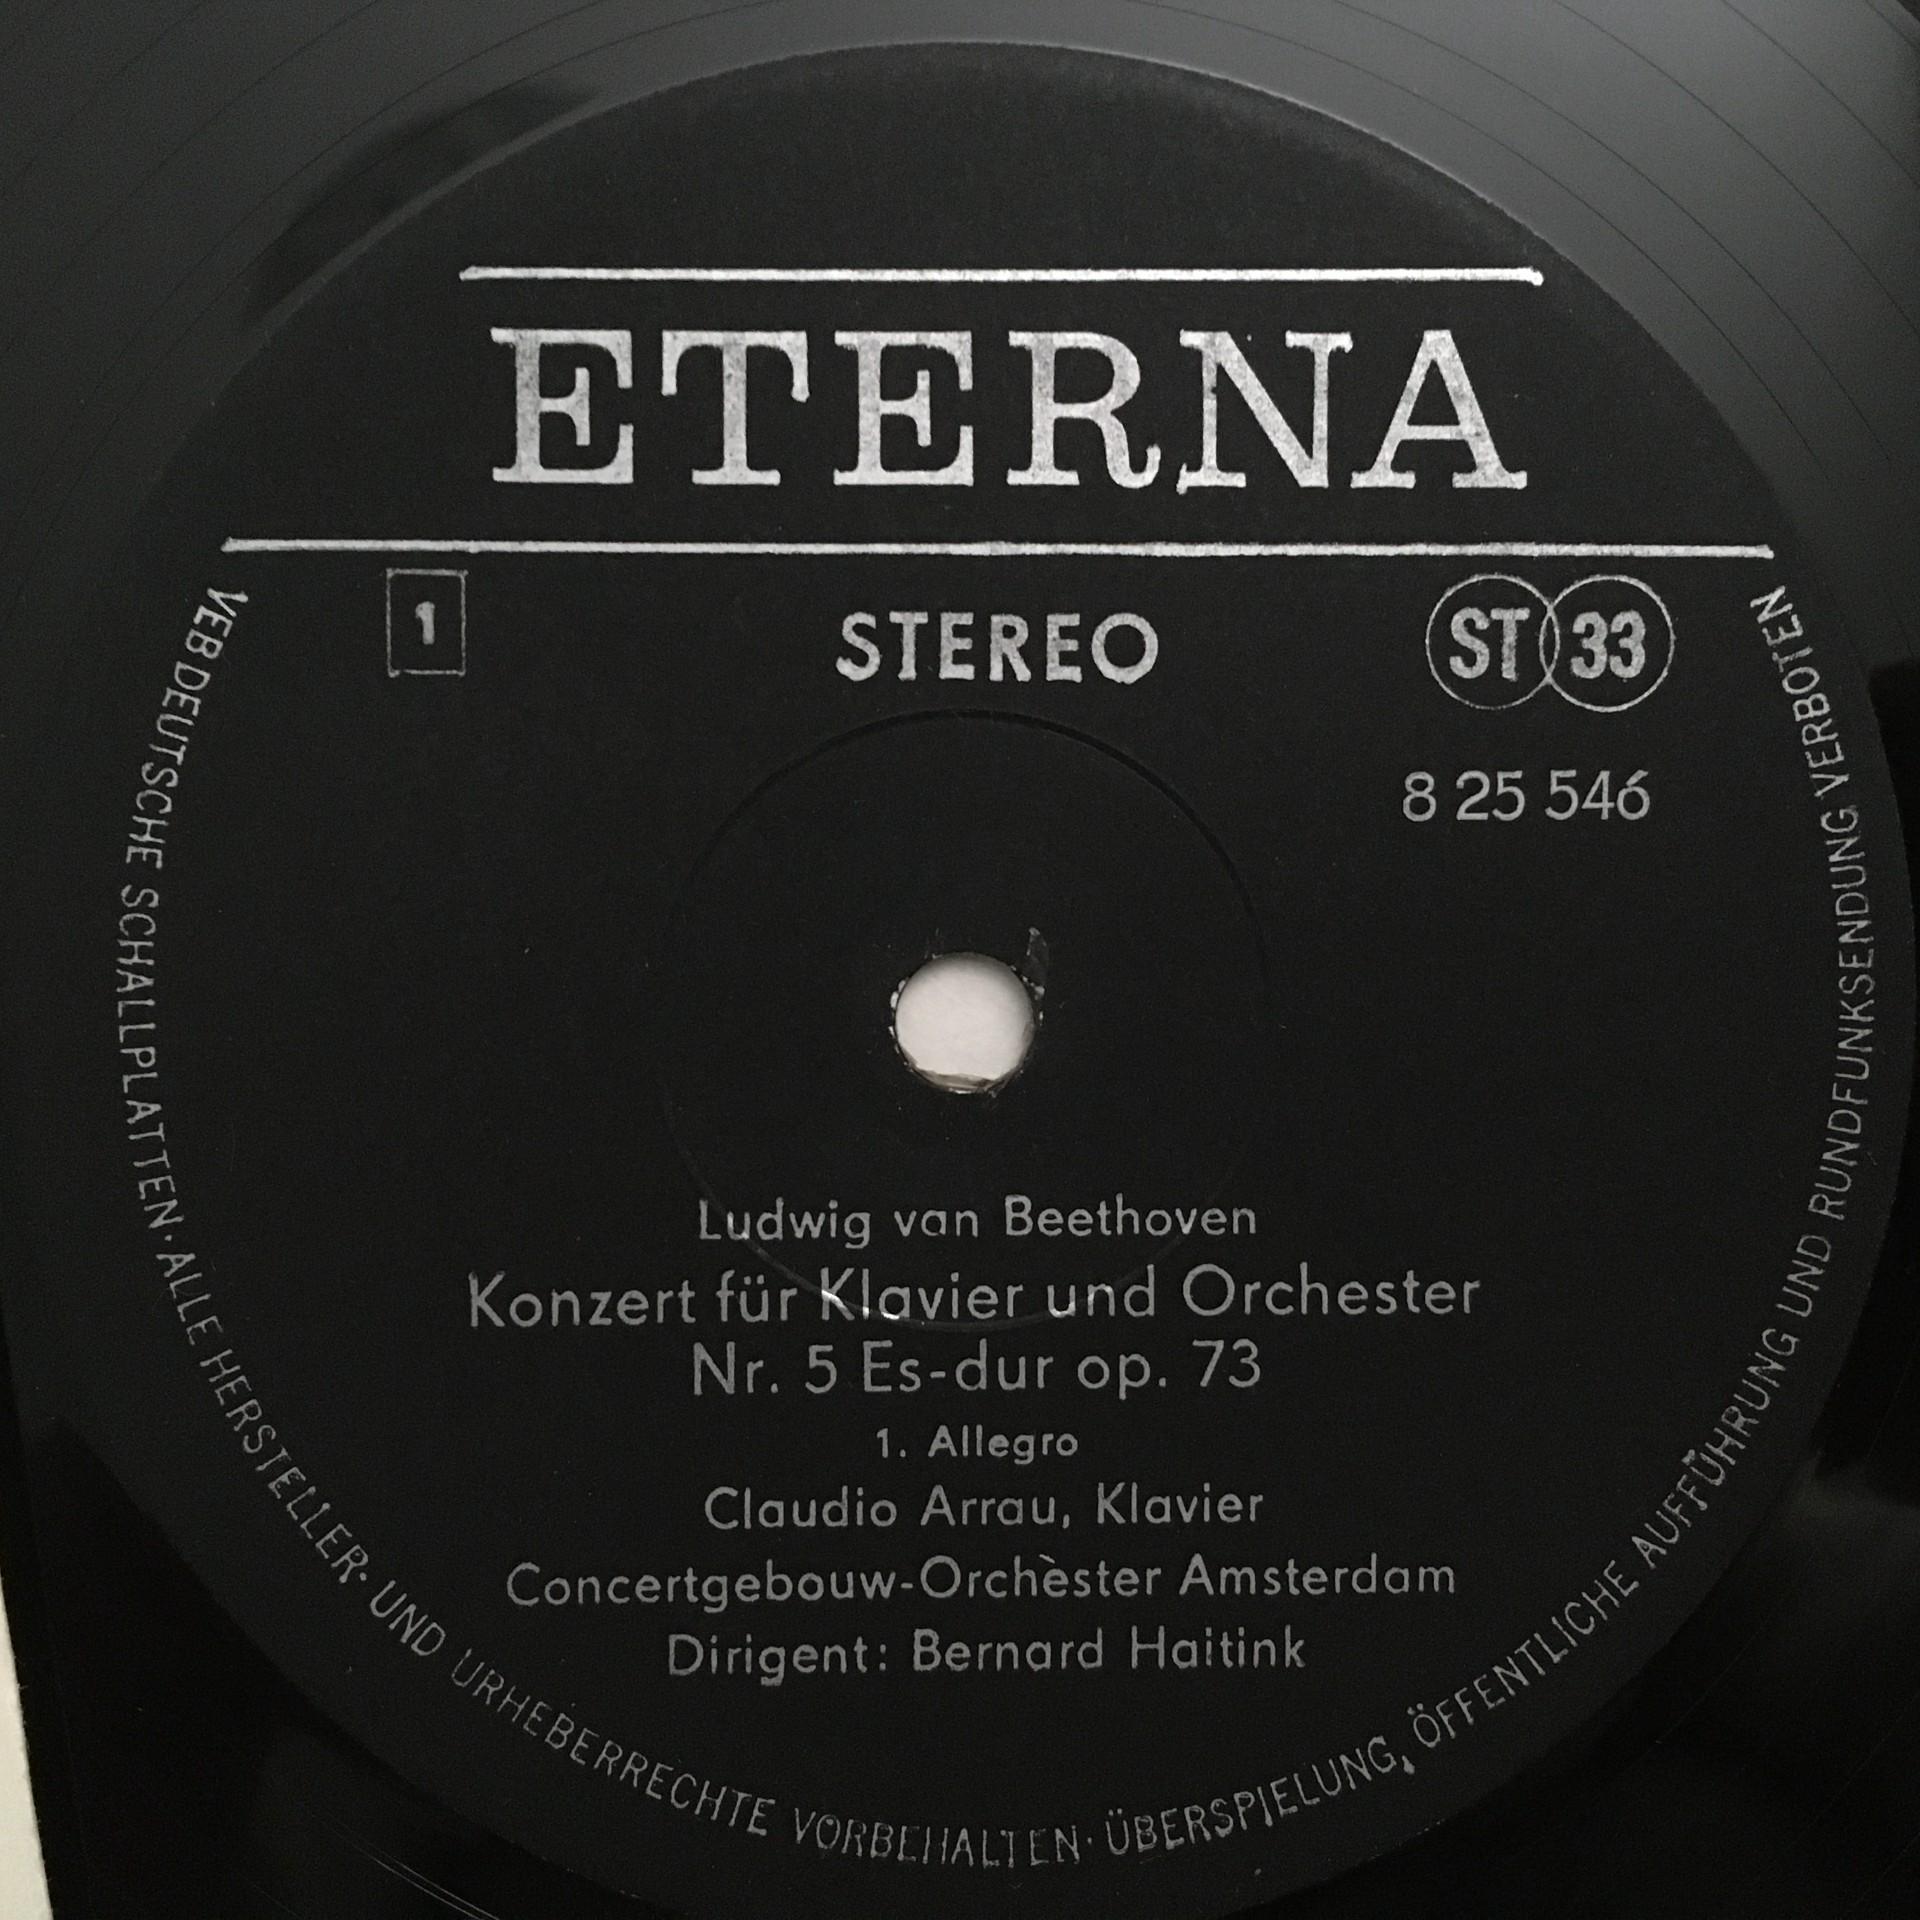 ETERNA
1
STEREO
ST 33
8 25 546
Ludwig van Beethoven
Konzert für Klavier und Orchester
Nr. 5 Es-dur op. 73
1. Allegro
Claudio Arrau, Klavier
Concertgebouw-Orchester Amsterdam
Dirigent: Bernard Haitink
VEB DEUTSCHE SCHALLPLATTEN · ALLE HERSTELLER- UND URHEBERRECHTE VORBEHALTEN · ÜBERSPIELUNG, ÖFFENTLICHE AUFFÜHRUNG UND RUNDFUNKSENDUNG VERBOTEN